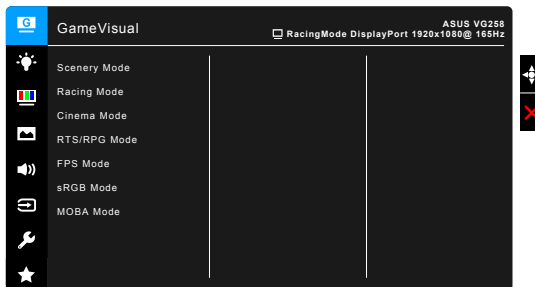 G
GameVisual
ASUS VG258
RacingMode DisplayPort 1920x1080@ 165Hz
Scenery Mode
Racing Mode
Cinema Mode
RTS/RPG Mode
FPS Mode
sRGB Mode
MOBA Mode